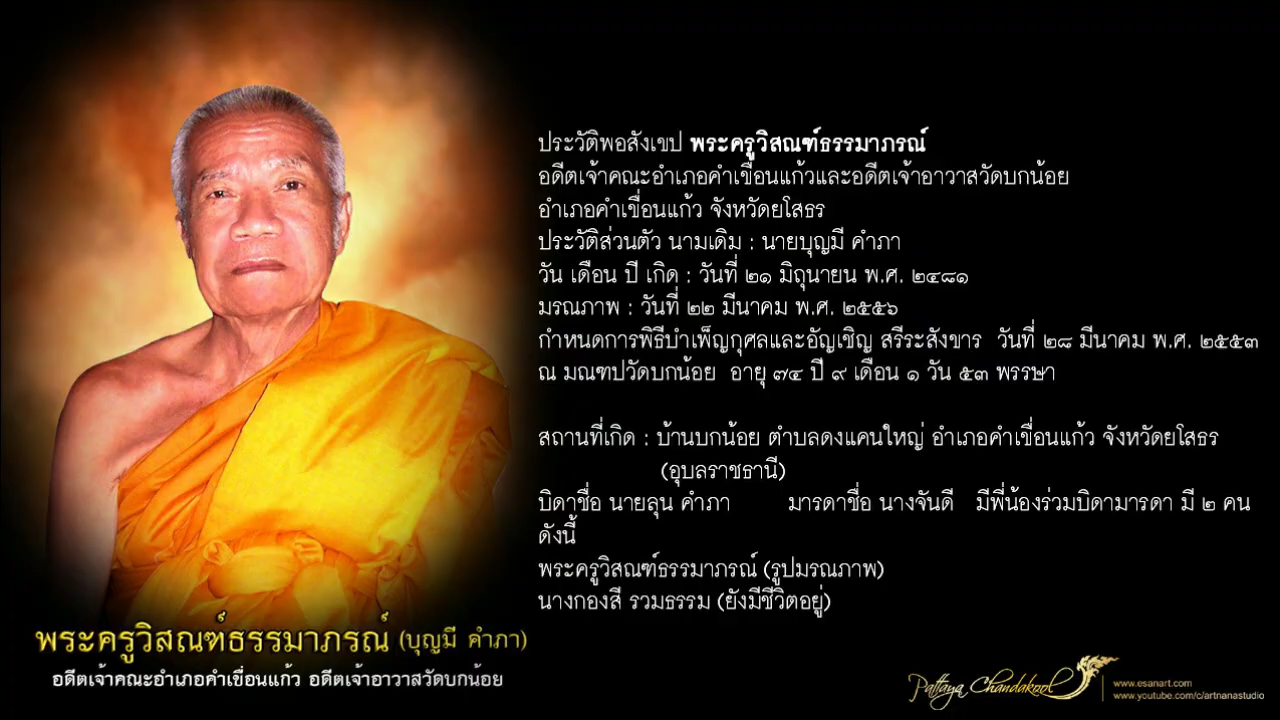 ประวัติพอสังเขป พระครูวิสณฑ์ธรรมาภรณ์
อดีตเจ้าคณะอำเภอคำเขื่อนแก้วและอดีตเจ้าอาวาสวัดบกน้อย
อำเภอคำเขื่อนแก้ว จังหวัดยโสธร
ประวัติส่วนตัว นามเดิม : นายบุญมี คำภา
วัน เดือน ปี เกิด : วันที่ ๒๑ มิถุนายน พ.ศ. ๒๔๘๑
มรณภาพ : วันที่ ๒๒ มีนาคม พ.ศ. ๒๕๕๖
กำหนดการพิธีบำเพ็ญกุศลและอัญเชิญ สรีระสังขาร วันที่ ๒๘ มีนาคม พ.ศ. ๒๕๕๓
ณ มณฑปวัดบกน้อย อายุ ๗๔ ปี ๙ เดือน ๑ วัน ๕๓ พรรษา
สถานที่เกิด : บ้านบกน้อย ตำบลดงแคนใหญ่ อำเภอคำเขื่อนแก้ว จังหวัดยโสธร
(อุบลราชธานี)
บิดาชื่อ นายลุน คำภา มารดาชื่อ นางจันดี มีพี่น้องร่วมบิดามารดา มี ๒ คน
ดังนี้
พระครูวิสณฑ์ธรรมาภรณ์ (รูปมรณภาพ)
นางกองสี รวมธรรม (ยังมีชีวิตอยู่)
พระครูวิสณฑ์ธรรมาภรณ์ (บุญมี คำภา)
อดีตเจ้าคณะอำเภอคำเขื่อนแก้ว อดีตเจ้าอาวาสวัดบกน้อย
Pattaya Chandakool
www.esanart.com
www.youtube.com/c/artnanastudio